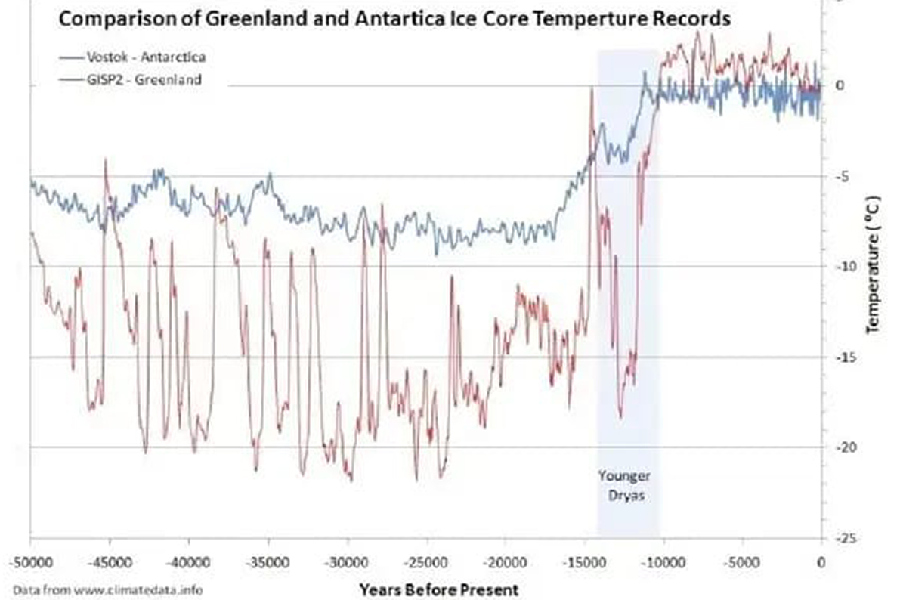 Comparison of Greenland and Antartica Ice Core Temperture Records
Vostok - Antarctica
GISP2 - Greenland
0
-5
-10
-15
-20
-25
Temperature (°C)
Younger
Dryas
-50000 -45000 -40000 -35000 -30000 -25000 -20000 -15000 -10000 -5000 0
Data from www.climatedata.info
Years Before Present